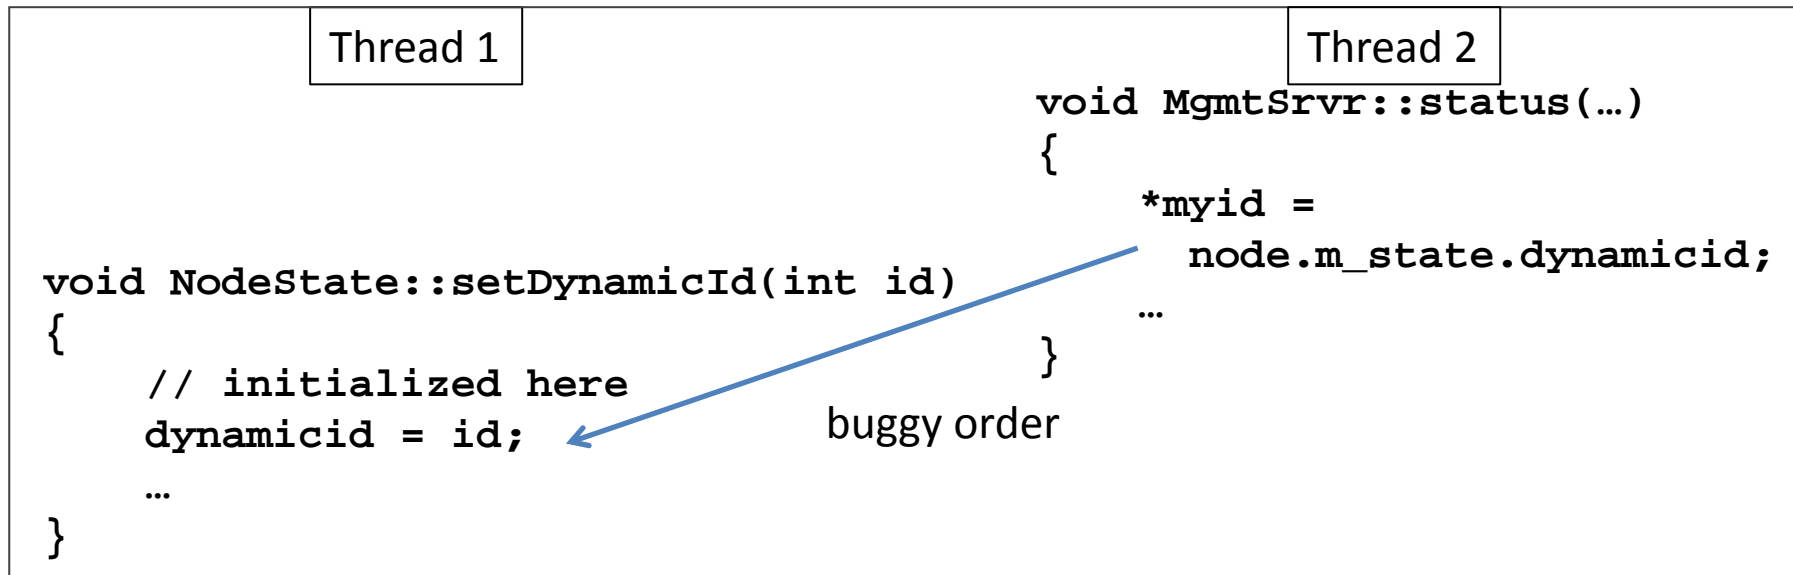 Thread 1
void NodeState::setDynamicId(int id)
{
// initialized here
dynamicid = id;
…
}
buggy order
Thread 2
void MgmtSrvr::status(…)
{
*myid =
node.m_state.dynamicid;
…
}